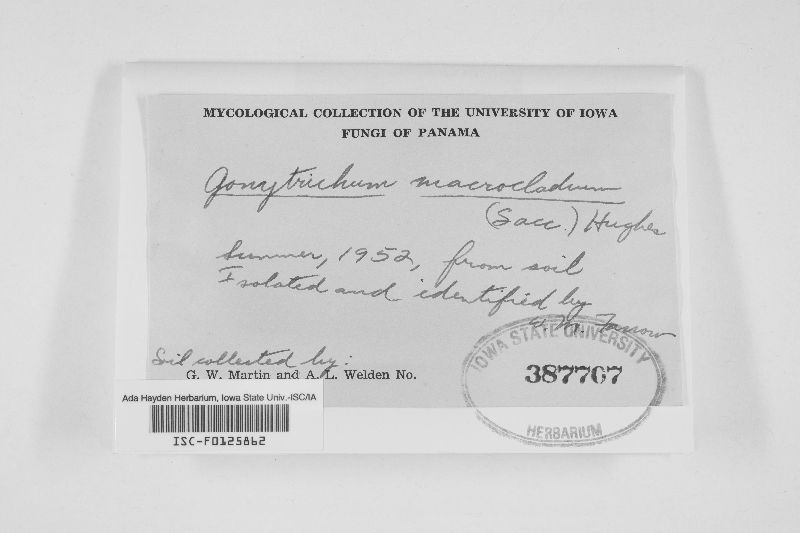 MYCOLOGICAL COLLECTION OF THE UNIVERSITY OF IOWA
FUNGI OF PANAMA
Gonytrichum macrocladum
(Sacc.) Hughes
Summer, 1952, from soil
Isolated and identified by
W. M. Farrow
Soil collected by:
G. W. Martin and A. L. Welden No.
IOWA STATE UNIVERSITY
387707
HERBARIUM
Ada Hayden Herbarium, Iowa State Univ.-ISC/IA
ISC-F0125862